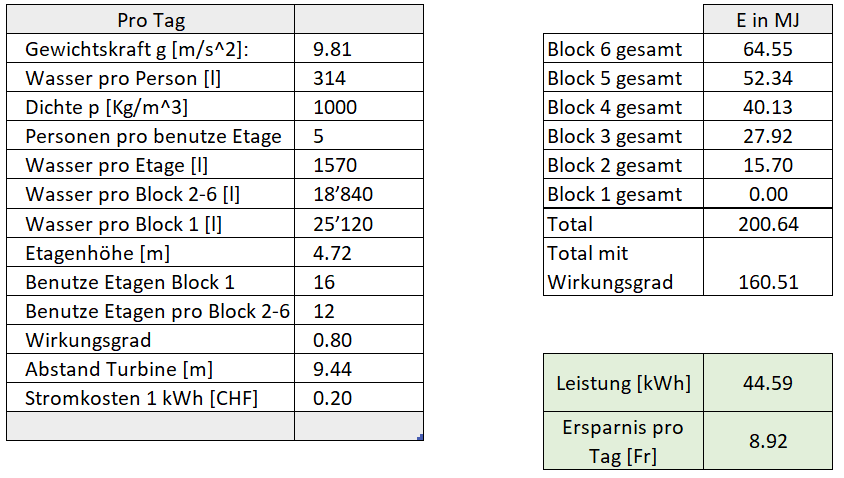 Pro Tag
Gewichtskraft g [m/s^2]: 9.81
Wasser pro Person [l] 314
Dichte p [Kg/m^3] 1000
Personen pro benutze Etage 5
Wasser pro Etage [l] 1570
Wasser pro Block 2-6 [l] 18’840
Wasser pro Block 1 [l] 25’120
Etagenhöhe [m] 4.72
Benutze Etagen Block 1 16
Benutze Etagen pro Block 2-6 12
Wirkungsgrad 0.80
Abstand Turbine [m] 9.44
Stromkosten 1 kWh [CHF] 0.20
E in MJ
Block 6 gesamt 64.55
Block 5 gesamt 52.34
Block 4 gesamt 40.13
Block 3 gesamt 27.92
Block 2 gesamt 15.70
Block 1 gesamt 0.00
Total 200.64
Total mit
Wirkungsgrad 160.51
Leistung [kWh] 44.59
Ersparnis pro
Tag [Fr] 8.92